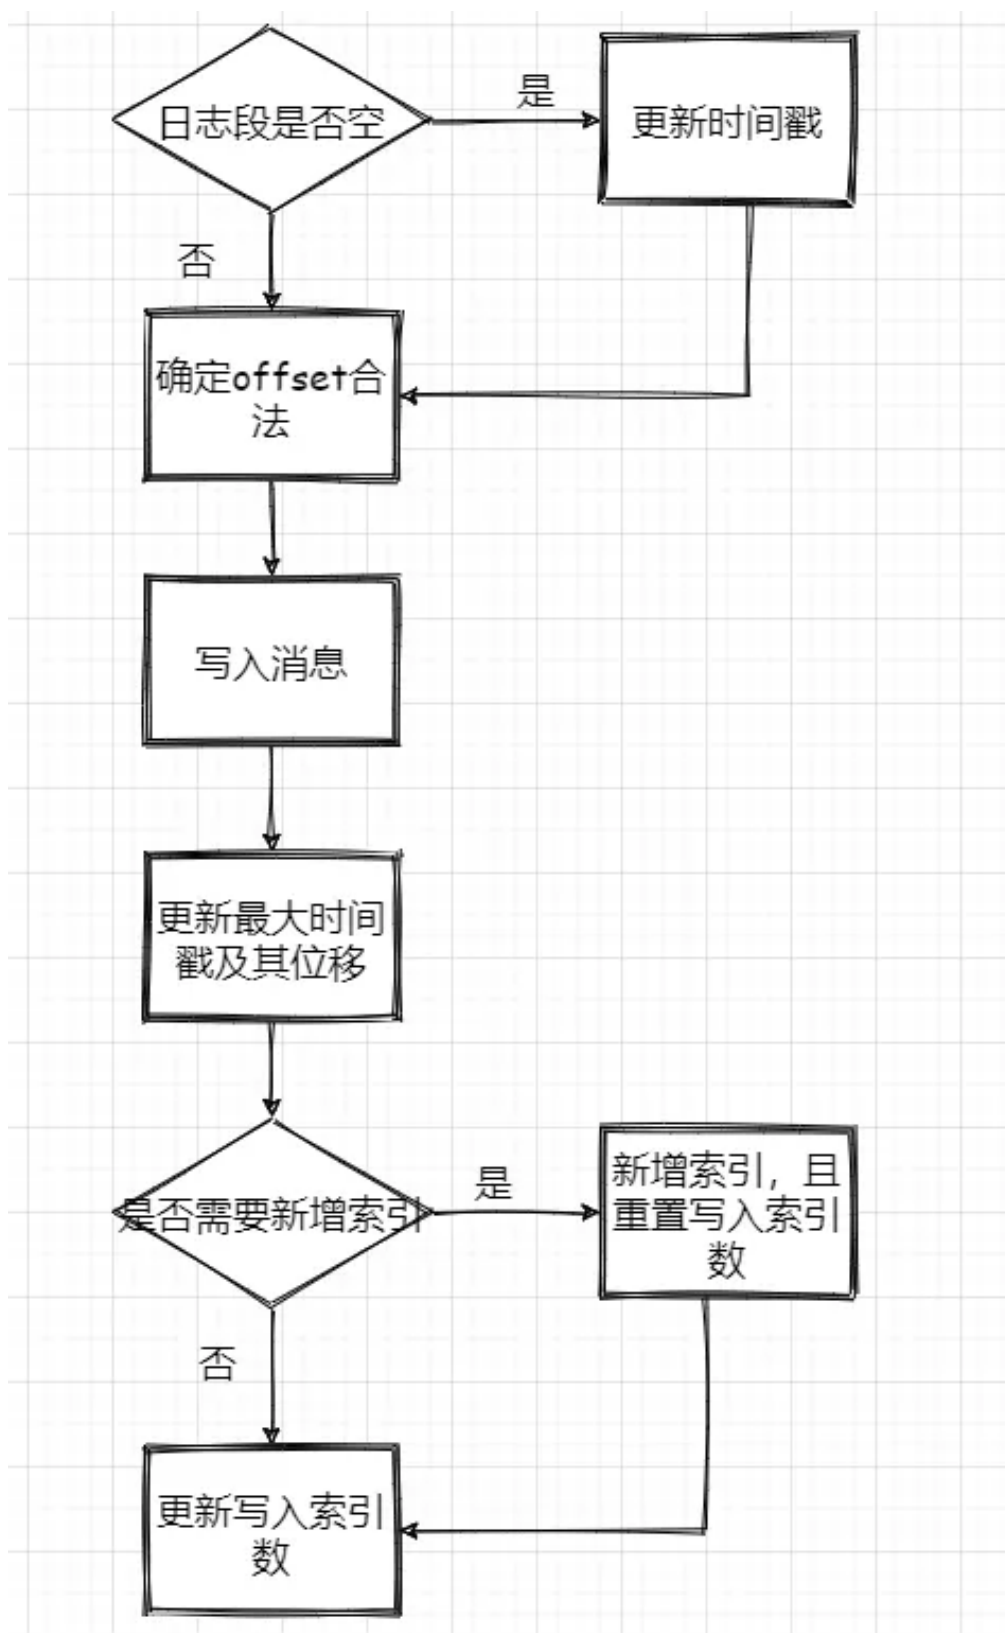 日志段是否空
是
更新时间戳
否
确定offset合
法
写入消息
更新最大时间
戳及其位移
是否需要新增索引
是
新增索引，且
重置写入索引
数
否
更新写入索引
数